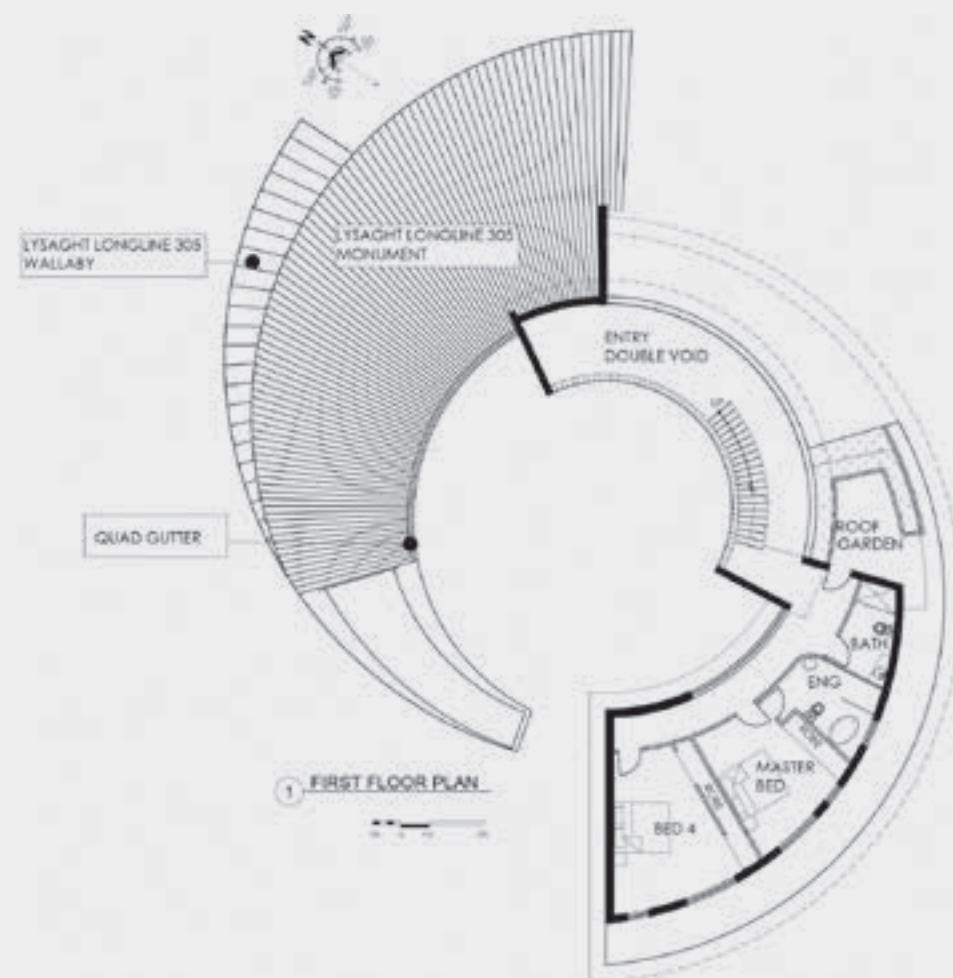 N
LYSAGHT LONGLINE 305
WALLABY
LYSAGHT LONGLINE 305
MONUMENT
ENTRY
DOUBLE VOID
QUAD GUTTER
ROOF
GARDEN
BATH
ENG
MASTER
BED
BED 4
1 FIRST FLOOR PLAN